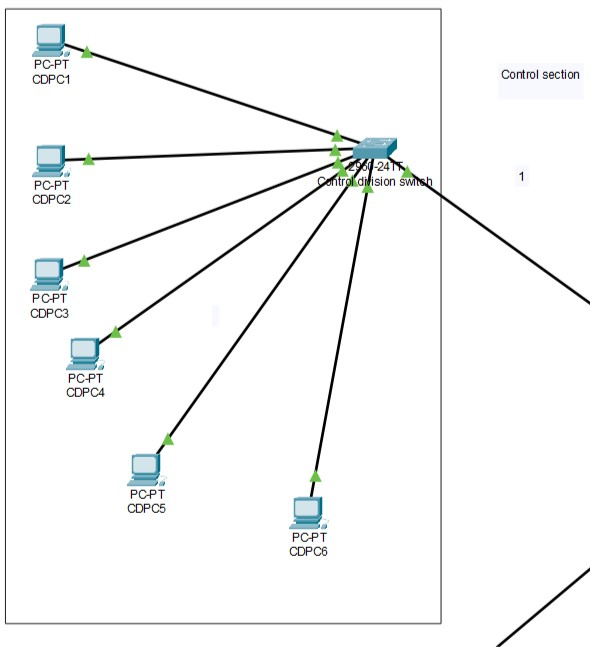 PC-PT
CDPC1
Control section
2960-24TT
Control division switch
1
PC-PT
CDPC2
PC-PT
CDPC3
PC-PT
CDPC4
PC-PT
CDPC5
PC-PT
CDPC6